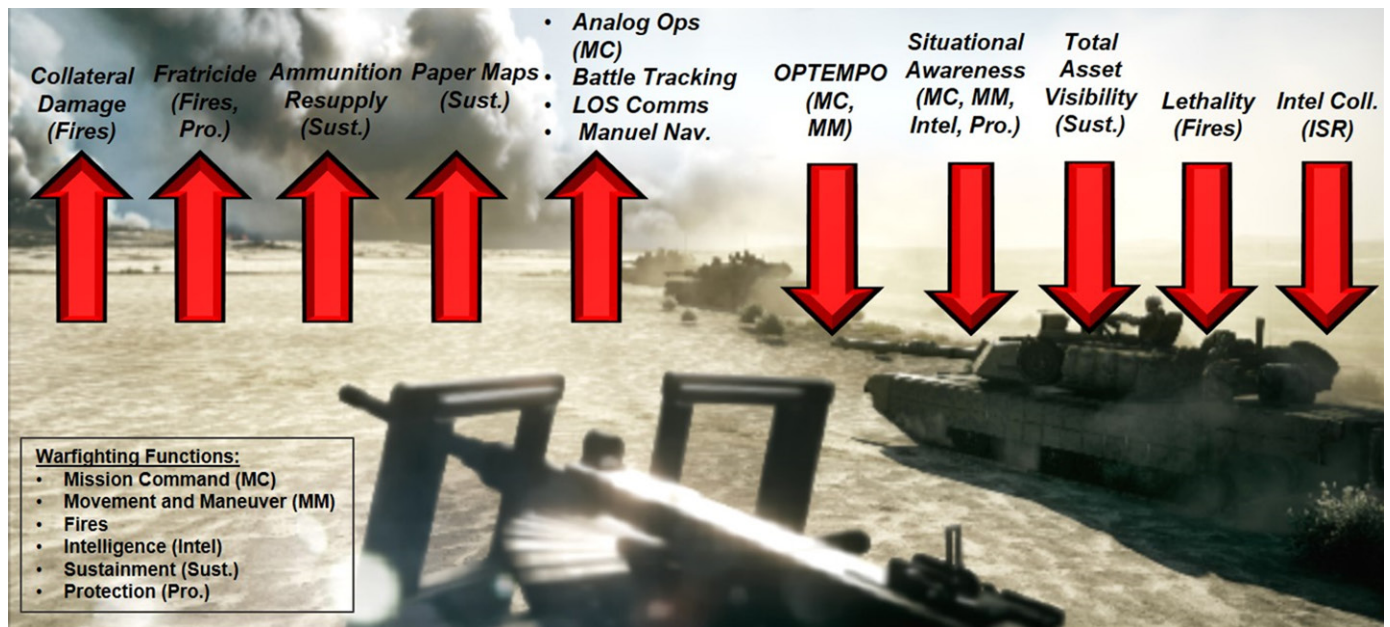 Collateral
Damage
(Fires)
Fratricide
(Fires,
Pro.)
Ammunition
Resupply
(Sust.)
Paper Maps
(Sust.)
• Analog Ops
(MC)
• Battle Tracking
• LOS Comms
• Manuel Nav.
OPTEMPO
(MC,
MM)
Situational
Awareness
(MC, MM,
Intel, Pro.)
Total
Asset
Visibility
(Sust.)
Lethality
(Fires)
Intel Coll.
(ISR)
Warfighting Functions:
• Mission Command (MC)
• Movement and Maneuver (MM)
• Fires
• Intelligence (Intel)
• Sustainment (Sust.)
• Protection (Pro.)